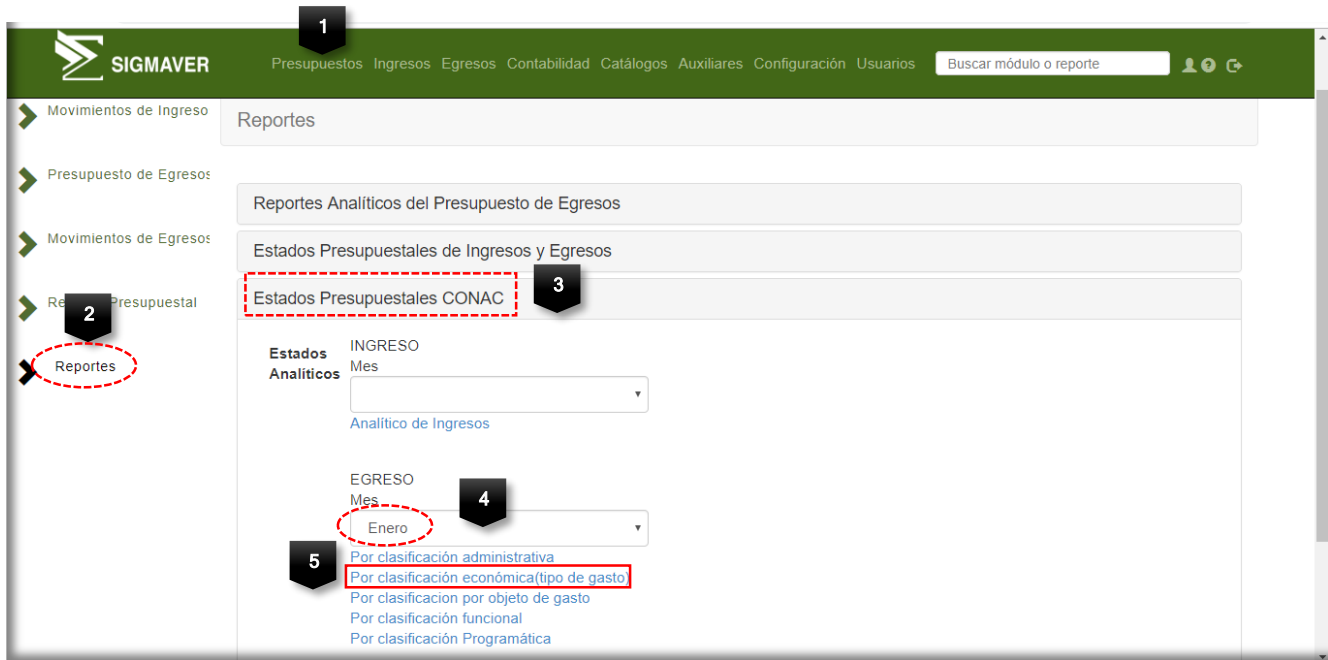 1
SIGMAVER
Presupuestos Ingresos Egresos Contabilidad Catálogos Auxiliares Configuración Usuarios
Buscar módulo o reporte
Movimientos de Ingreso
Presupuesto de Egresos
Movimientos de Egresos
Presupuestal
2
Reportes
Reportes
Reportes Analíticos del Presupuesto de Egresos
Estados Presupuestales de Ingresos y Egresos
Estados Presupuestales CONAC
3
Estados
Analíticos
INGRESO
Mes
Analítico de Ingresos
EGRESO
Mes
4
Enero
5
Por clasificación administrativa
Por clasificación económica(tipo de gasto)
Por clasificacion por objeto de gasto
Por clasificación funcional
Por clasificación Programática